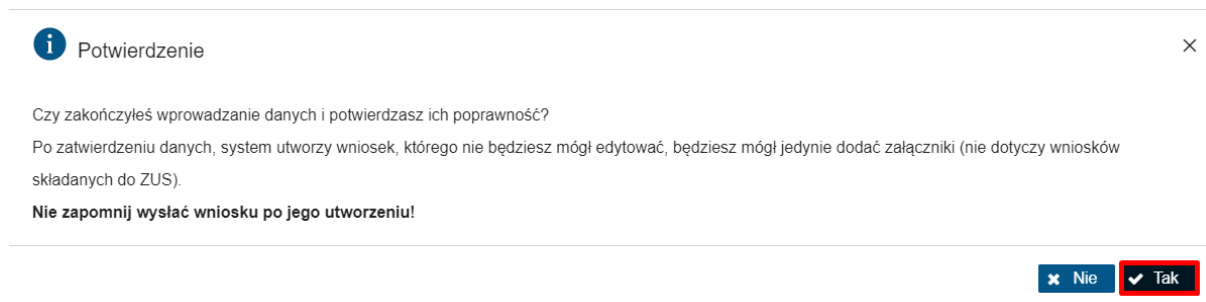 Potwierdzenie
Czy zakończyłeś wprowadzanie danych i potwierdzasz ich poprawność?
Po zatwierdzeniu danych, system utworzy wniosek, którego nie będziesz mógł edytować, będziesz mógł jedynie dodać załączniki (nie dotyczy wniosków
składanych do ZUS).
Nie zapomnij wysłać wniosku po jego utworzeniu!
Nie Tak